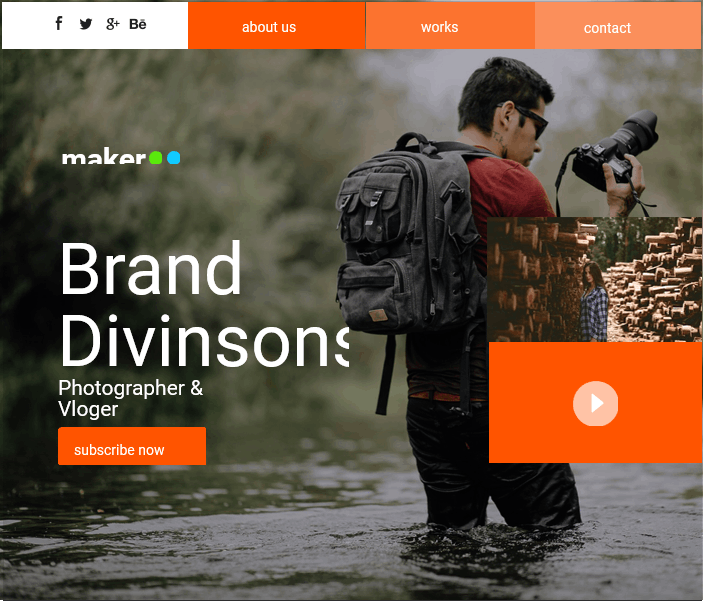 f g+ Bē
about us
works
contact
maker
Brand
Divinsons
Photographer &
Vloger
subscribe now